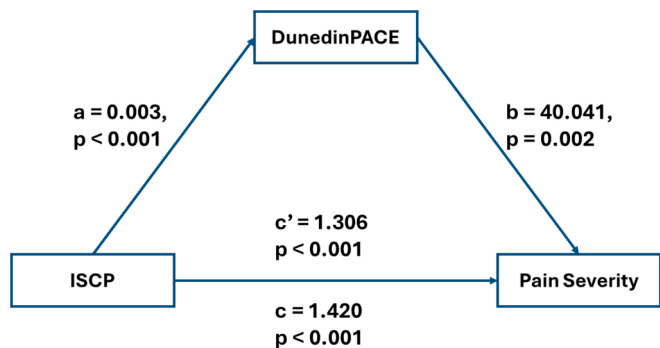 DunedinPACE
a = 0.003,
p < 0.001
b = 40.041,
p = 0.002
c’ = 1.306
p < 0.001
ISCP
Pain Severity
c = 1.420
p < 0.001